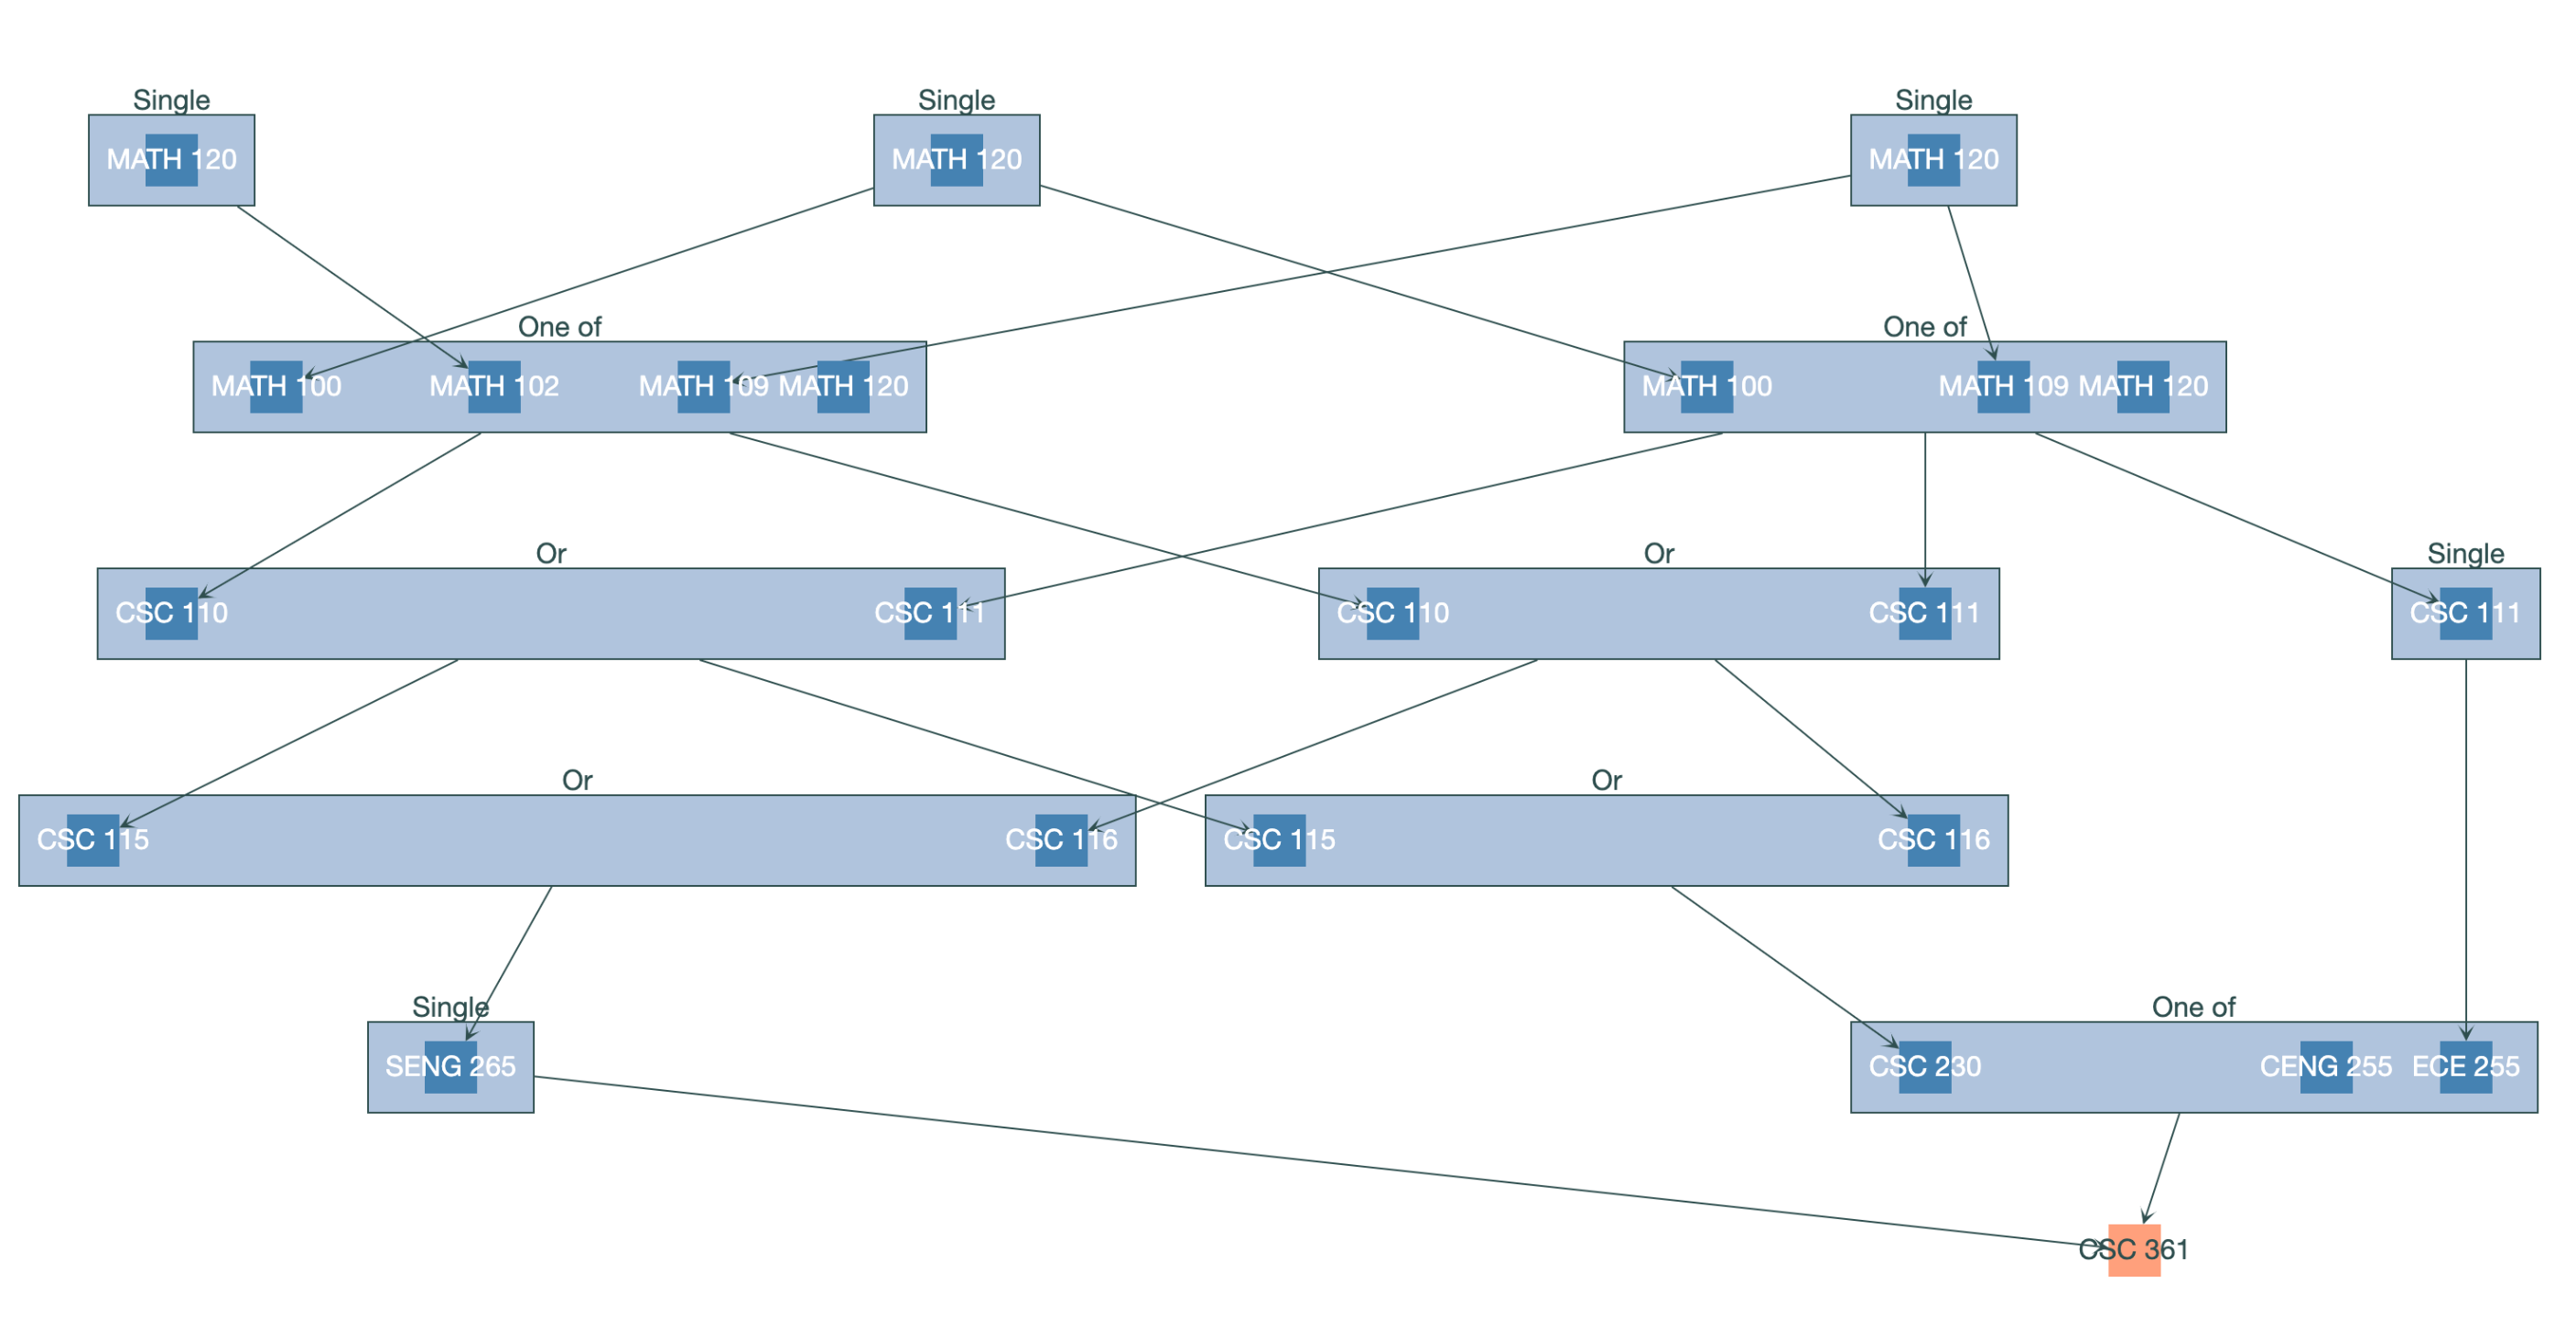 Single
Single
Single
MATH 120
MATH 120
MATH 120
One of
One of
MATH 100
MATH 102
MATH 109
MATH 120
MATH 100
MATH 109
MATH 120
Or
Or
Single
CSC 110
CSC 111
CSC 110
CSC 111
CSC 111
Or
Or
CSC 115
CSC 116
CSC 115
CSC 116
Single
One of
SENG 265
CSC 230
CENG 255
ECE 255
CSC 361